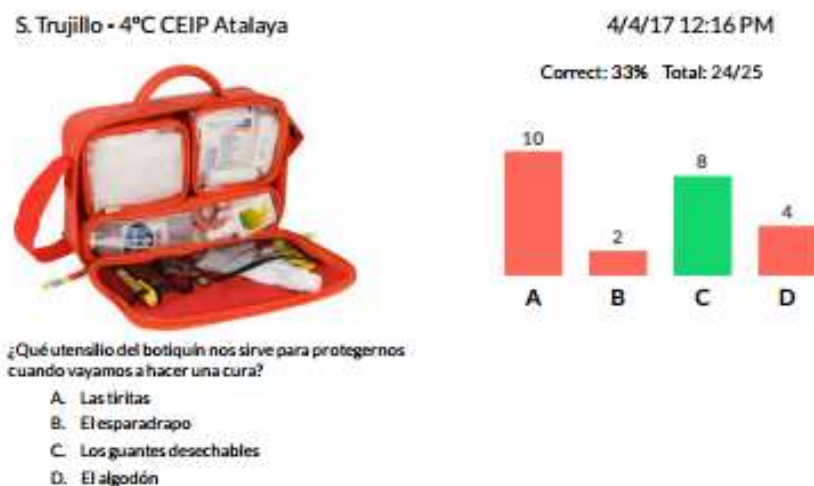 S. Trujillo - 4ºC CEIP Atalaya
4/4/17 12:16 PM
Correct: 33% Total: 24/25
10
2
8
4
A
B
C
D
¿Qué utensilio del botiquín nos sirve para protegernos
cuando vayamos a hacer una cura?
A. Las tiritas
B. El esparadrapo
C. Los guantes desechables
D. El algodón